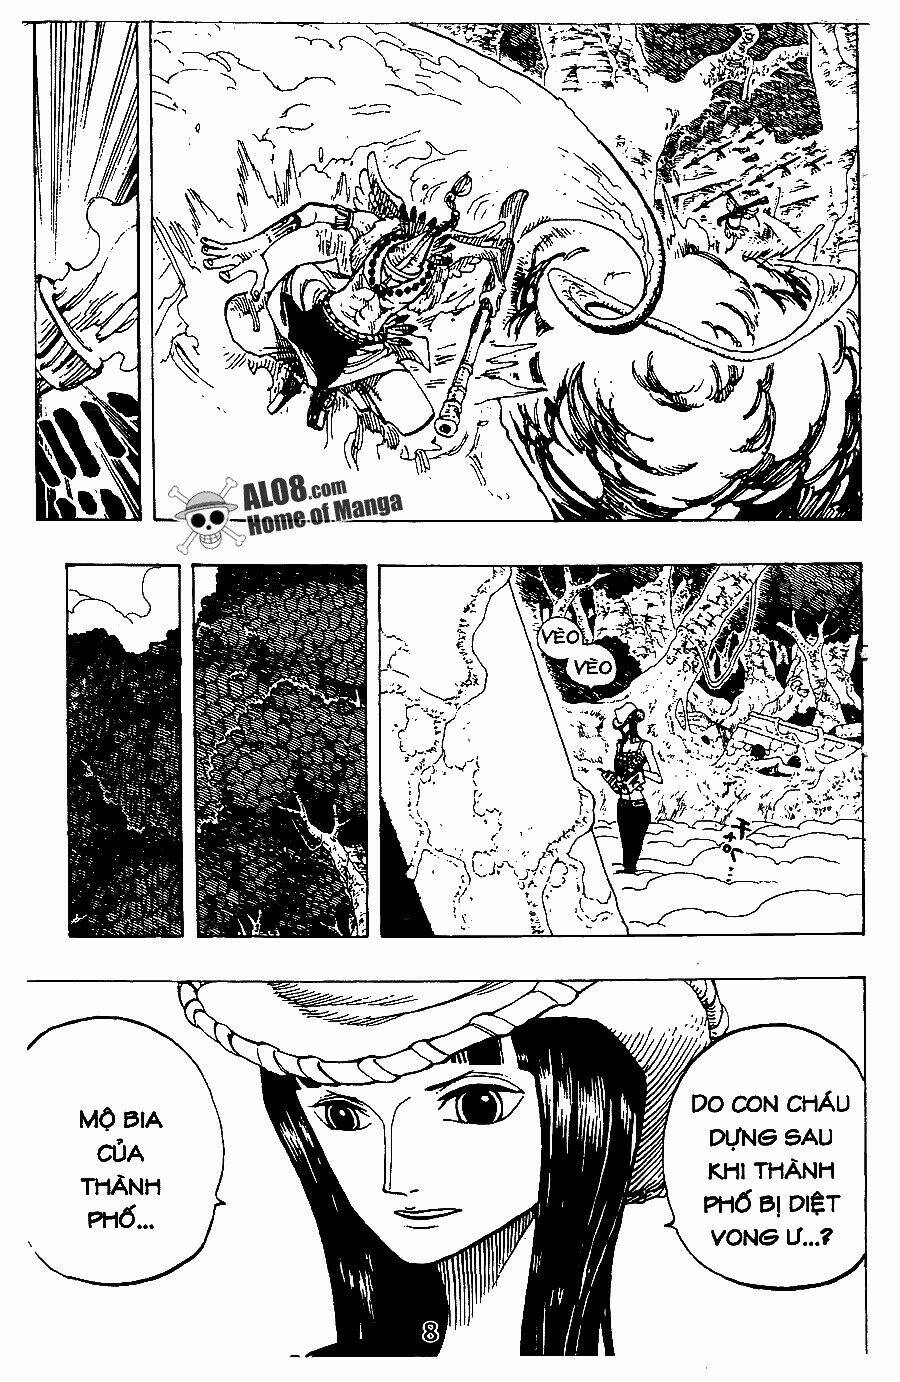 AL08.com
Home of Manga
VÈO
VÈO
MỘ BIA
CỦA
THÀNH
PHỐ...
DO CON CHÁU
DỰNG SAU
KHI THÀNH
PHỐ BỊ DIỆT
VONG Ư...?
8